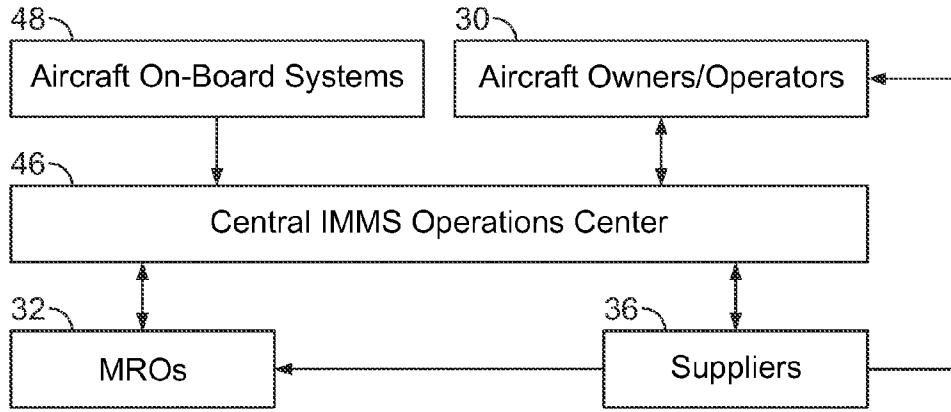 48
30
Aircraft On-Board Systems
Aircraft Owners/Operators
46
Central IMMS Operations Center
32
36
MROs
Suppliers